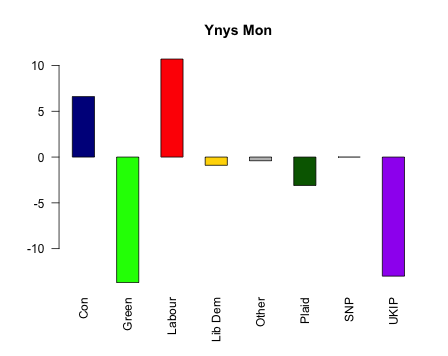 Ynys Mon
10
5
0
-5
-10
Con
Green
Labour
Lib Dem
Other
Plaid
SNP
UKIP